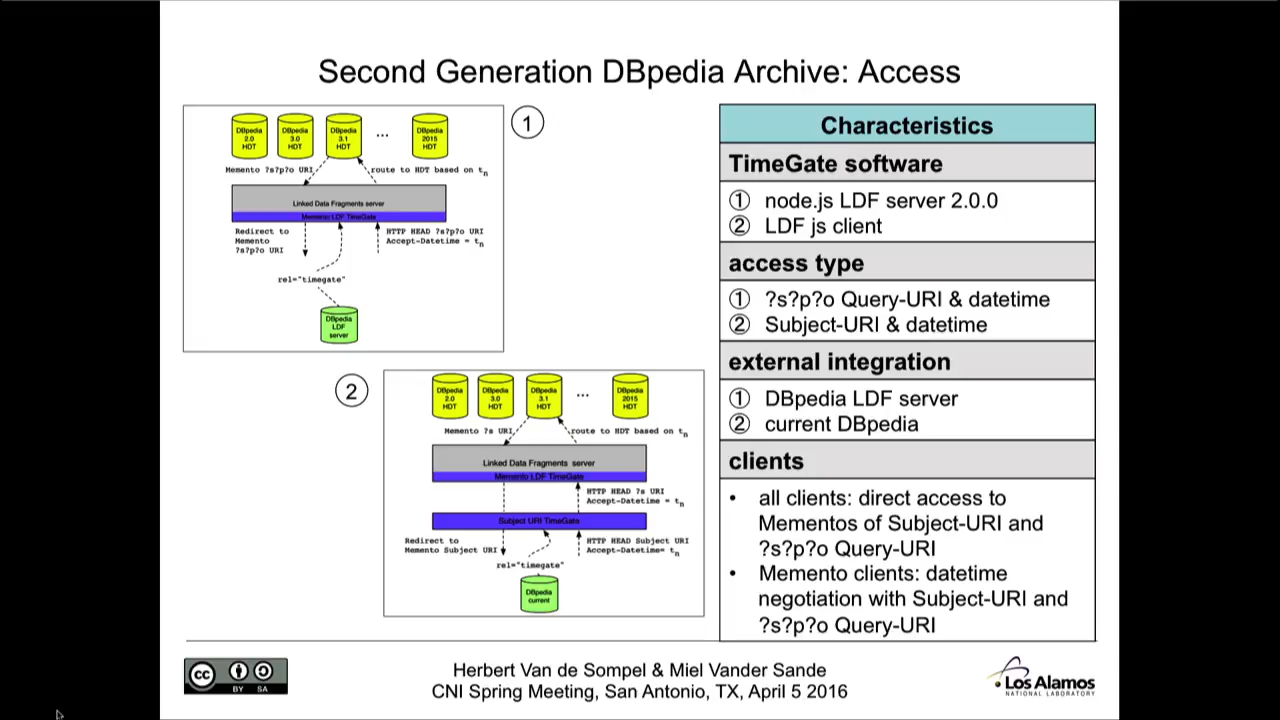 Second Generation DBpedia Archive: Access
1
DBpedia
2.0
HDT
DBpedia
3.0
HDT
DBpedia
3.1
HDT
...
DBpedia
2015
HDT
Memento ?s?p?o URI
route to HDT based on tn
Linked Data Fragments server
Memento LDF TimeGate
Redirect to
Memento
?s?p?o URI
HTTP HEAD ?s?p?o URI
Accept-Datetime = tn
rel="timegate"
DBpedia
LDF
server
2
DBpedia
2.0
HDT
DBpedia
3.0
HDT
DBpedia
3.1
HDT
...
DBpedia
2015
HDT
Memento ?s URI
route to HDT based on tn
Linked Data Fragments server
Memento LDF TimeGate
HTTP HEAD ?s URI
Accept-Datetime = tn
Subject URI TimeGate
Redirect to
Memento Subject URI
HTTP HEAD Subject URI
Accept-Datetime= tn
rel="timegate"
DBpedia
current
Characteristics
TimeGate software
① node.js LDF server 2.0.0
② LDF js client
access type
① ?s?p?o Query-URI & datetime
② Subject-URI & datetime
external integration
① DBpedia LDF server
② current DBpedia
clients
• all clients: direct access to
Mementos of Subject-URI and
?s?p?o Query-URI
• Memento clients: datetime
negotiation with Subject-URI and
?s?p?o Query-URI
cc
BY SA
Herbert Van de Sompel & Miel Vander Sande
CNI Spring Meeting, San Antonio, TX, April 5 2016
Los Alamos
NATIONAL LABORATORY